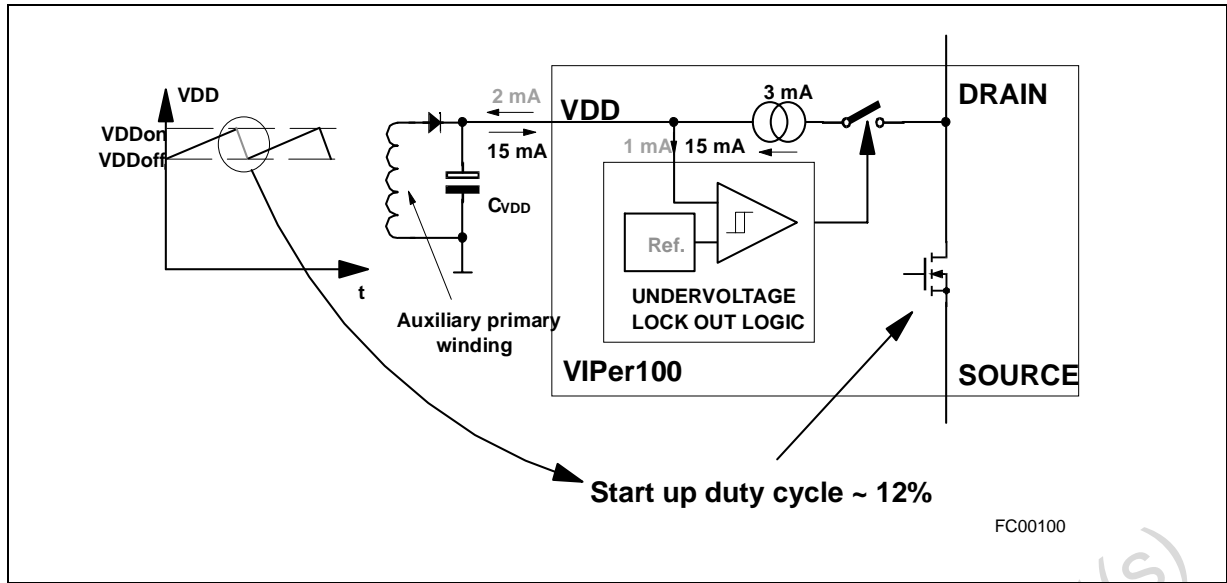 VDD
VDDon
VDDoff
t
2 mA
15 mA
CVDD
Auxiliary primary
winding
VDD
3 mA
DRAIN
1 mA 15 mA
Ref.
UNDERVOLTAGE
LOCK OUT LOGIC
VIPer100
SOURCE
Start up duty cycle ~ 12%
FC00100
(s)